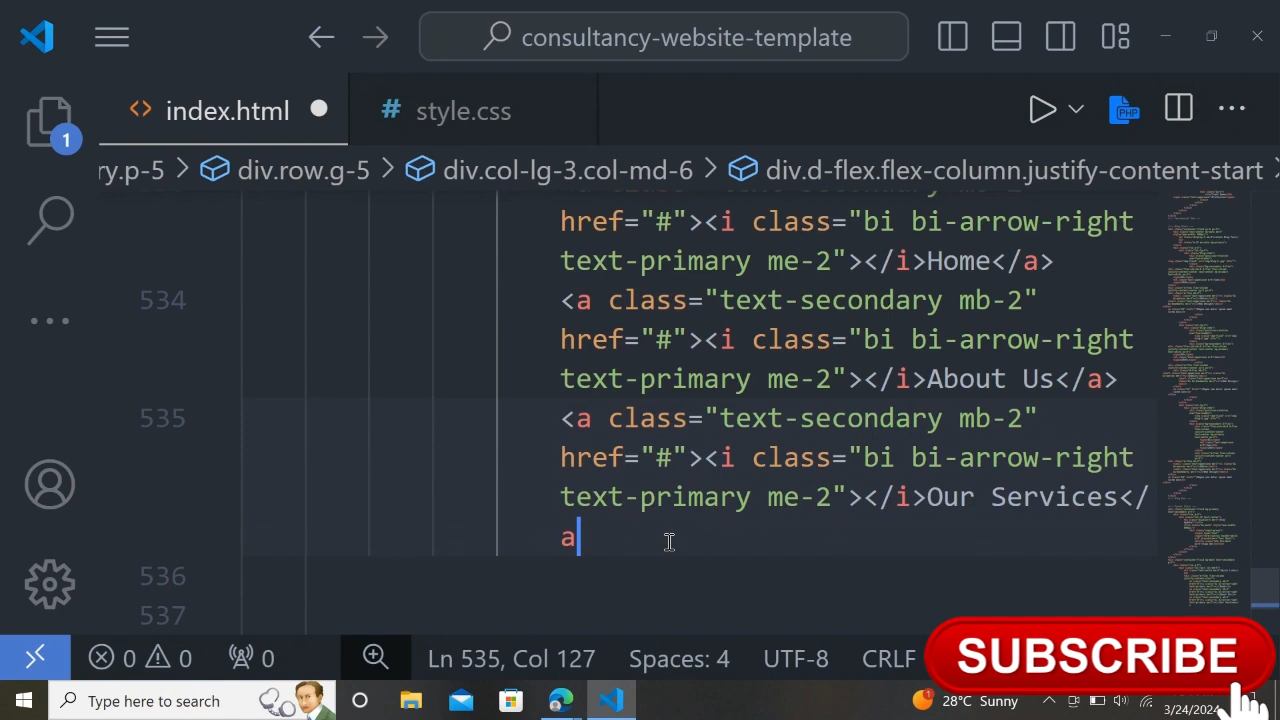 consultancy-website-template
index.html
# style.css
ry.p-5 > div.row.g-5 > div.col-lg-3.col-md-6 > div.d-flex.flex-column.justify-content-start
href="#"><i class="bi bi-arrow-right
text-primary me-2"></i>Home</a>
534 <a class="text-secondary mb-2"
href="#"><i class="bi bi-arrow-right
text-primary me-2"></i>About Us</a>
535 <a class="text-secondary mb-2"
href="#"><i class="bi bi-arrow-right
text-primary me-2"></i>Our Services</
a
536
537
1
PHP
0 0 0 Ln 535, Col 127 Spaces: 4 UTF-8 CRLF
SUBSCRIBE
Type here to search
28°C Sunny
3/24/2024